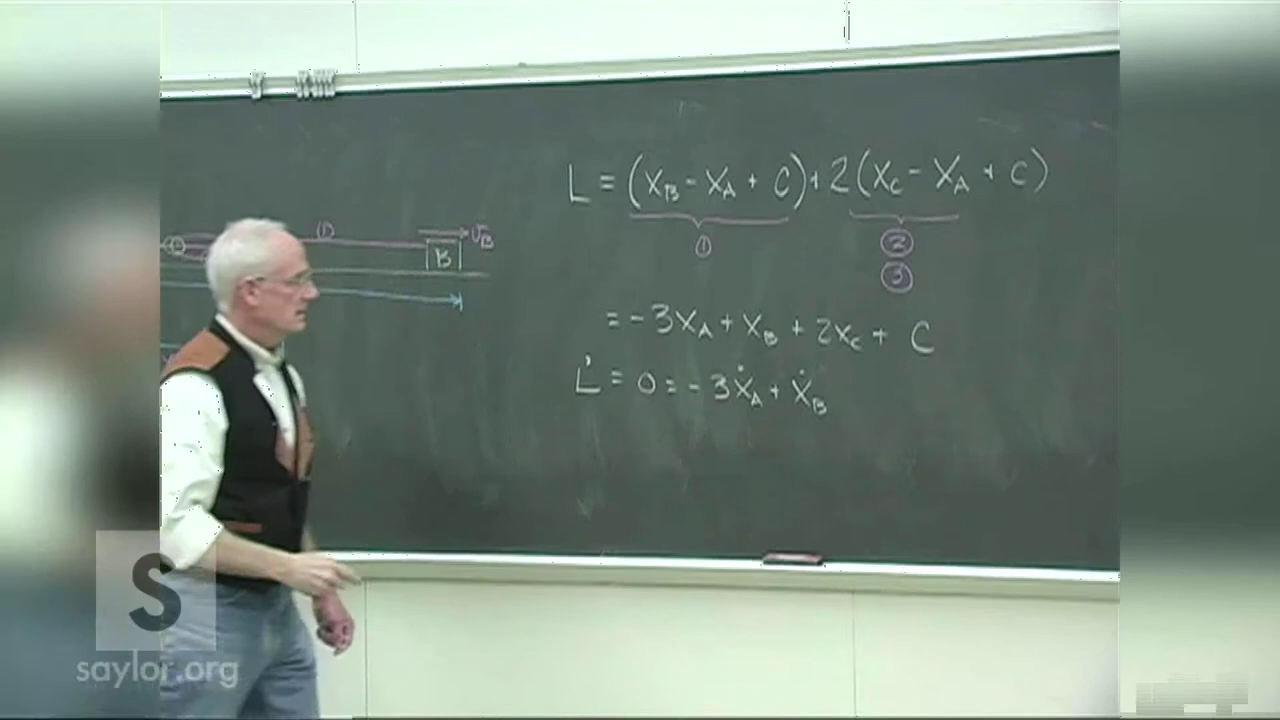 L = (X_B - X_A + C) + 2(X_C - X_A + C)
① ②
③
① v_B
B
= -3X_A + X_B + 2X_C + C
L̇ = 0 = -3Ẋ_A + Ẋ_B
S
saylor.org